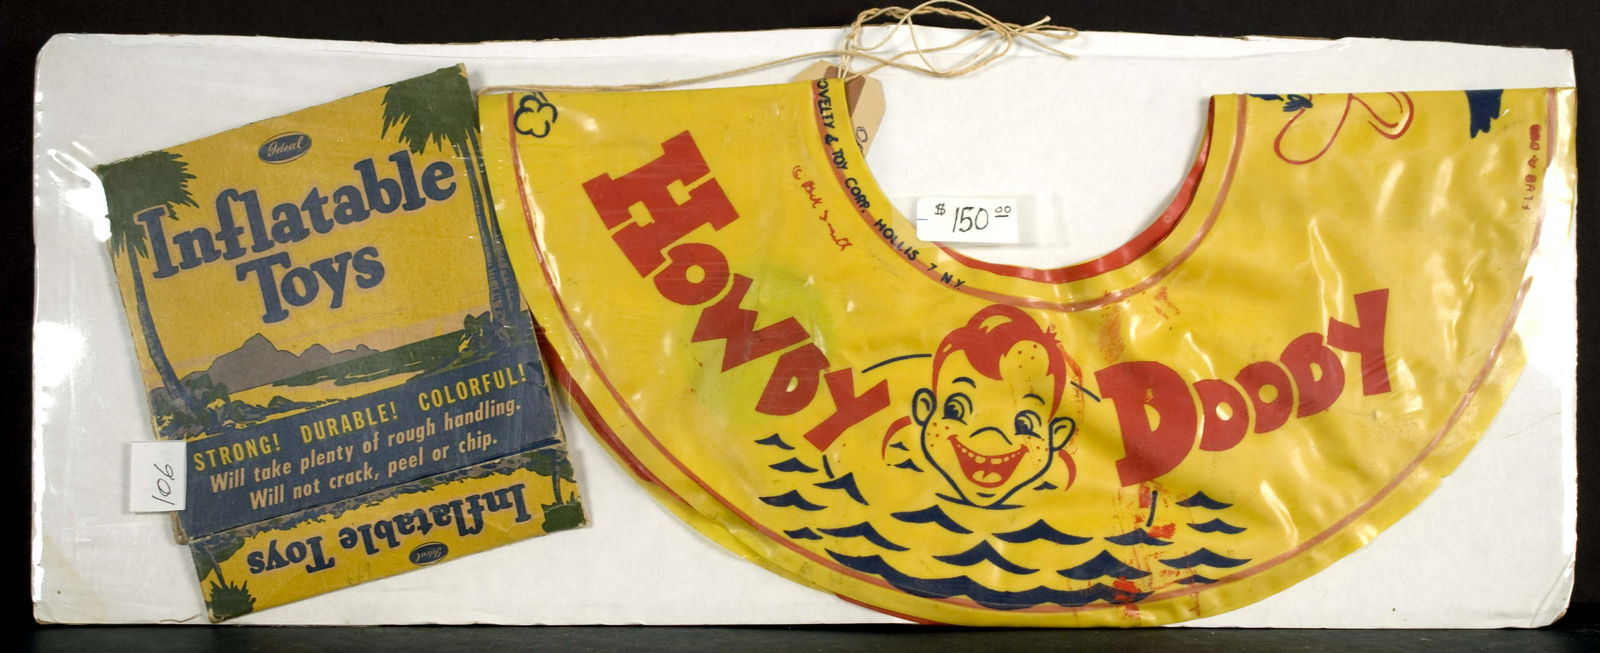 Ideal
Inflatable
Toys
STRONG! DURABLE! COLORFUL!
Will take plenty of rough handling.
Will not crack, peel or chip.
Inflatable Toys
Ideal
106
HOWDY DOODY
OVELTY & TOY CORP. HOLLIS 7 N.Y.
© Bob Smith
$150.00